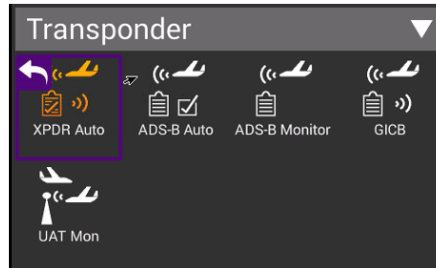 Transponder
XPDR Auto
ADS-B Auto
ADS-B Monitor
GICB
UAT Mon